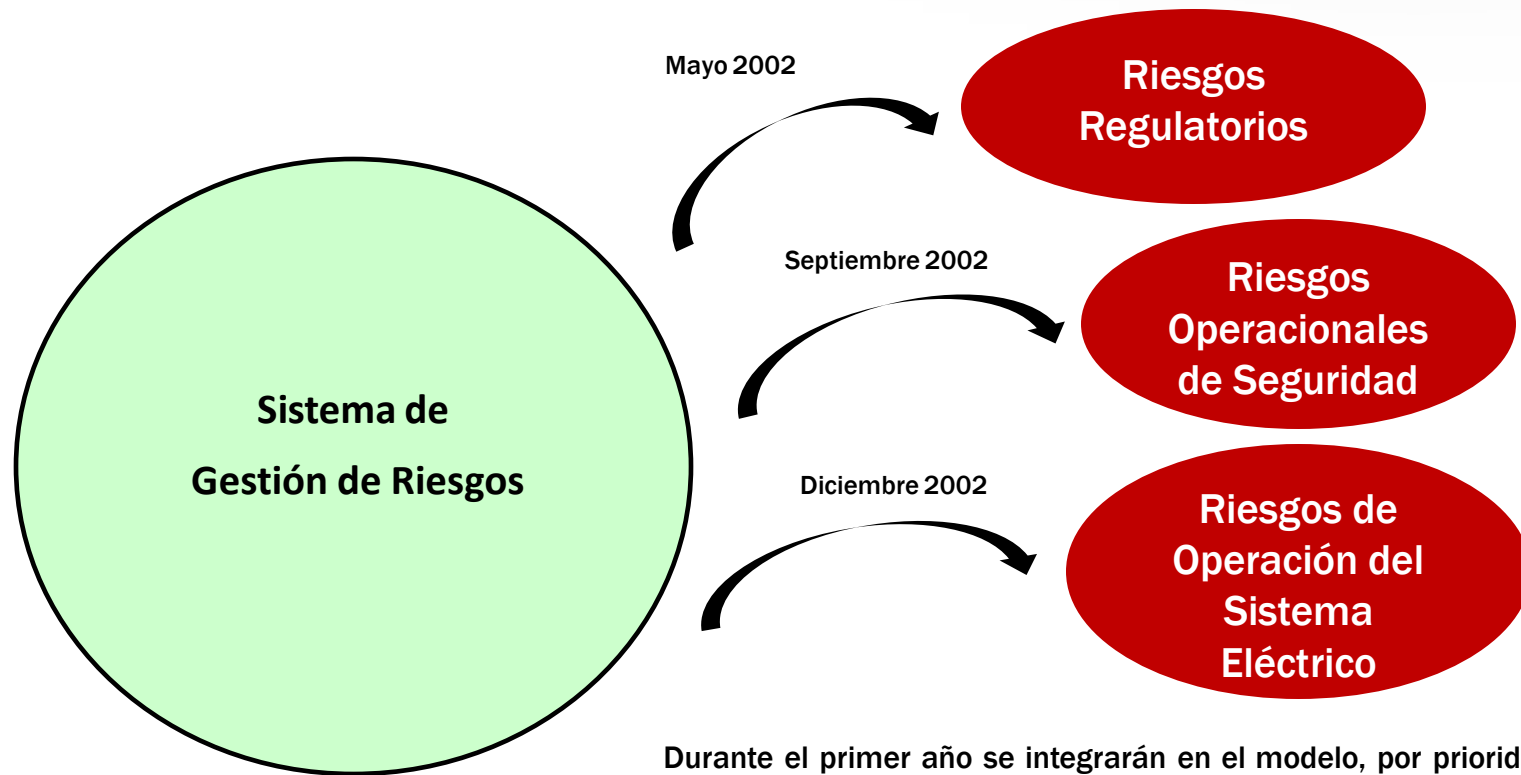 Mayo 2002
Riesgos
Regulatorios
Septiembre 2002
Riesgos
Operacionales
de Seguridad
Sistema de
Gestión de Riesgos
Diciembre 2002
Riesgos de
Operación del
Sistema
Eléctrico
Durante el primer año se integrarán en el modelo, por